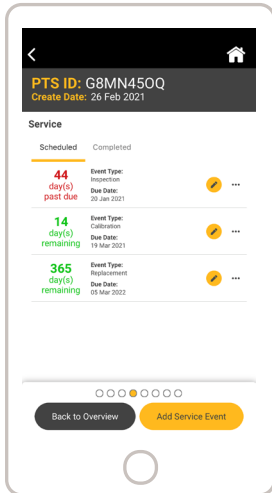 PTS ID: G8MN45OQ
Create Date: 26 Feb 2021
Service
Scheduled Completed
44
day(s)
past due
Event Type:
Inspection
Due Date:
20 Jan 2021
14
day(s)
remaining
Event Type:
Calibration
Due Date:
19 Mar 2021
365
day(s)
remaining
Event Type:
Replacement
Due Date:
05 Mar 2022
Back to Overview Add Service Event